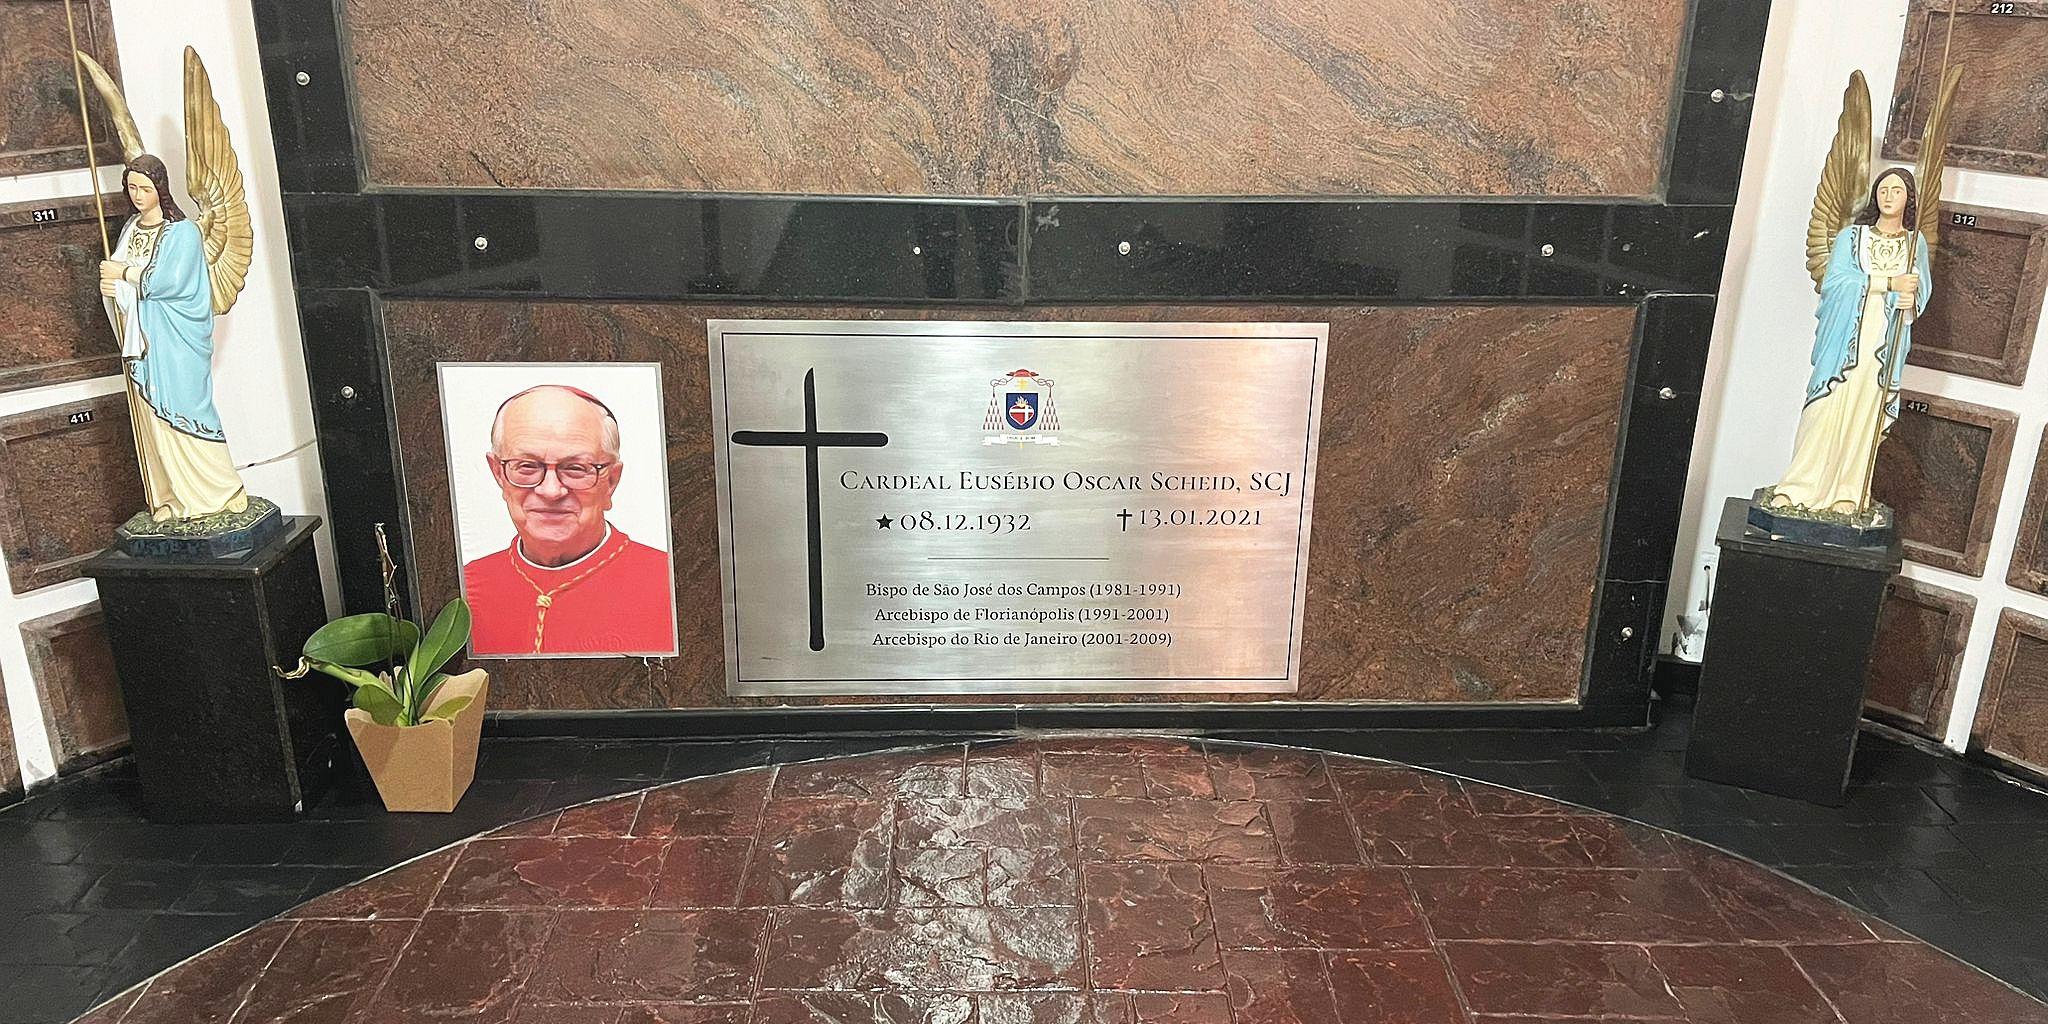 212
311
312
411
412
Cardeal Eusébio Oscar Scheid, SCJ
★08.12.1932 ✝13.01.2021
Bispo de São José dos Campos (1981-1991)
Arcebispo de Florianópolis (1991-2001)
Arcebispo do Rio de Janeiro (2001-2009)